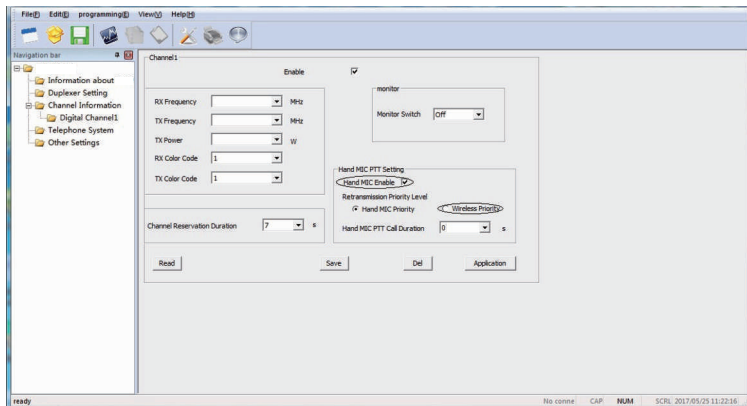 File(F) Edit(E) programming(D) View(V) Help(H)
Navigation bar
Information about
Duplexer Setting
Channel Information
Digital Channel1
Telephone System
Other Settings
Channel1
Enable
RX Frequency MHz
TX Frequency MHz
TX Power W
RX Color Code 1
TX Color Code 1
monitor
Monitor Switch Off
Hand MIC PTT Setting
Hand MIC Enable
Retransmission Priority Level
Hand MIC Priority Wireless Priority
Channel Reservation Duration 7 s
Hand MIC PTT Call Duration 0 s
Read Save Del Application
ready No conne CAP NUM SCRL 2017/05/25 11:22:16